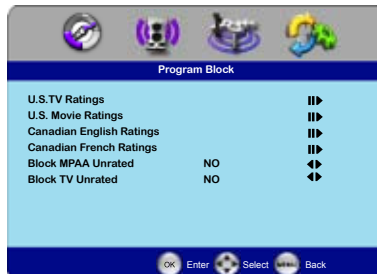 Program Block
U.S.TV Ratings
U.S. Movie Ratings
Canadian English Ratings
Canadian French Ratings
Block MPAA Unrated NO
Block TV Unrated NO
OK Enter Select MENU Back